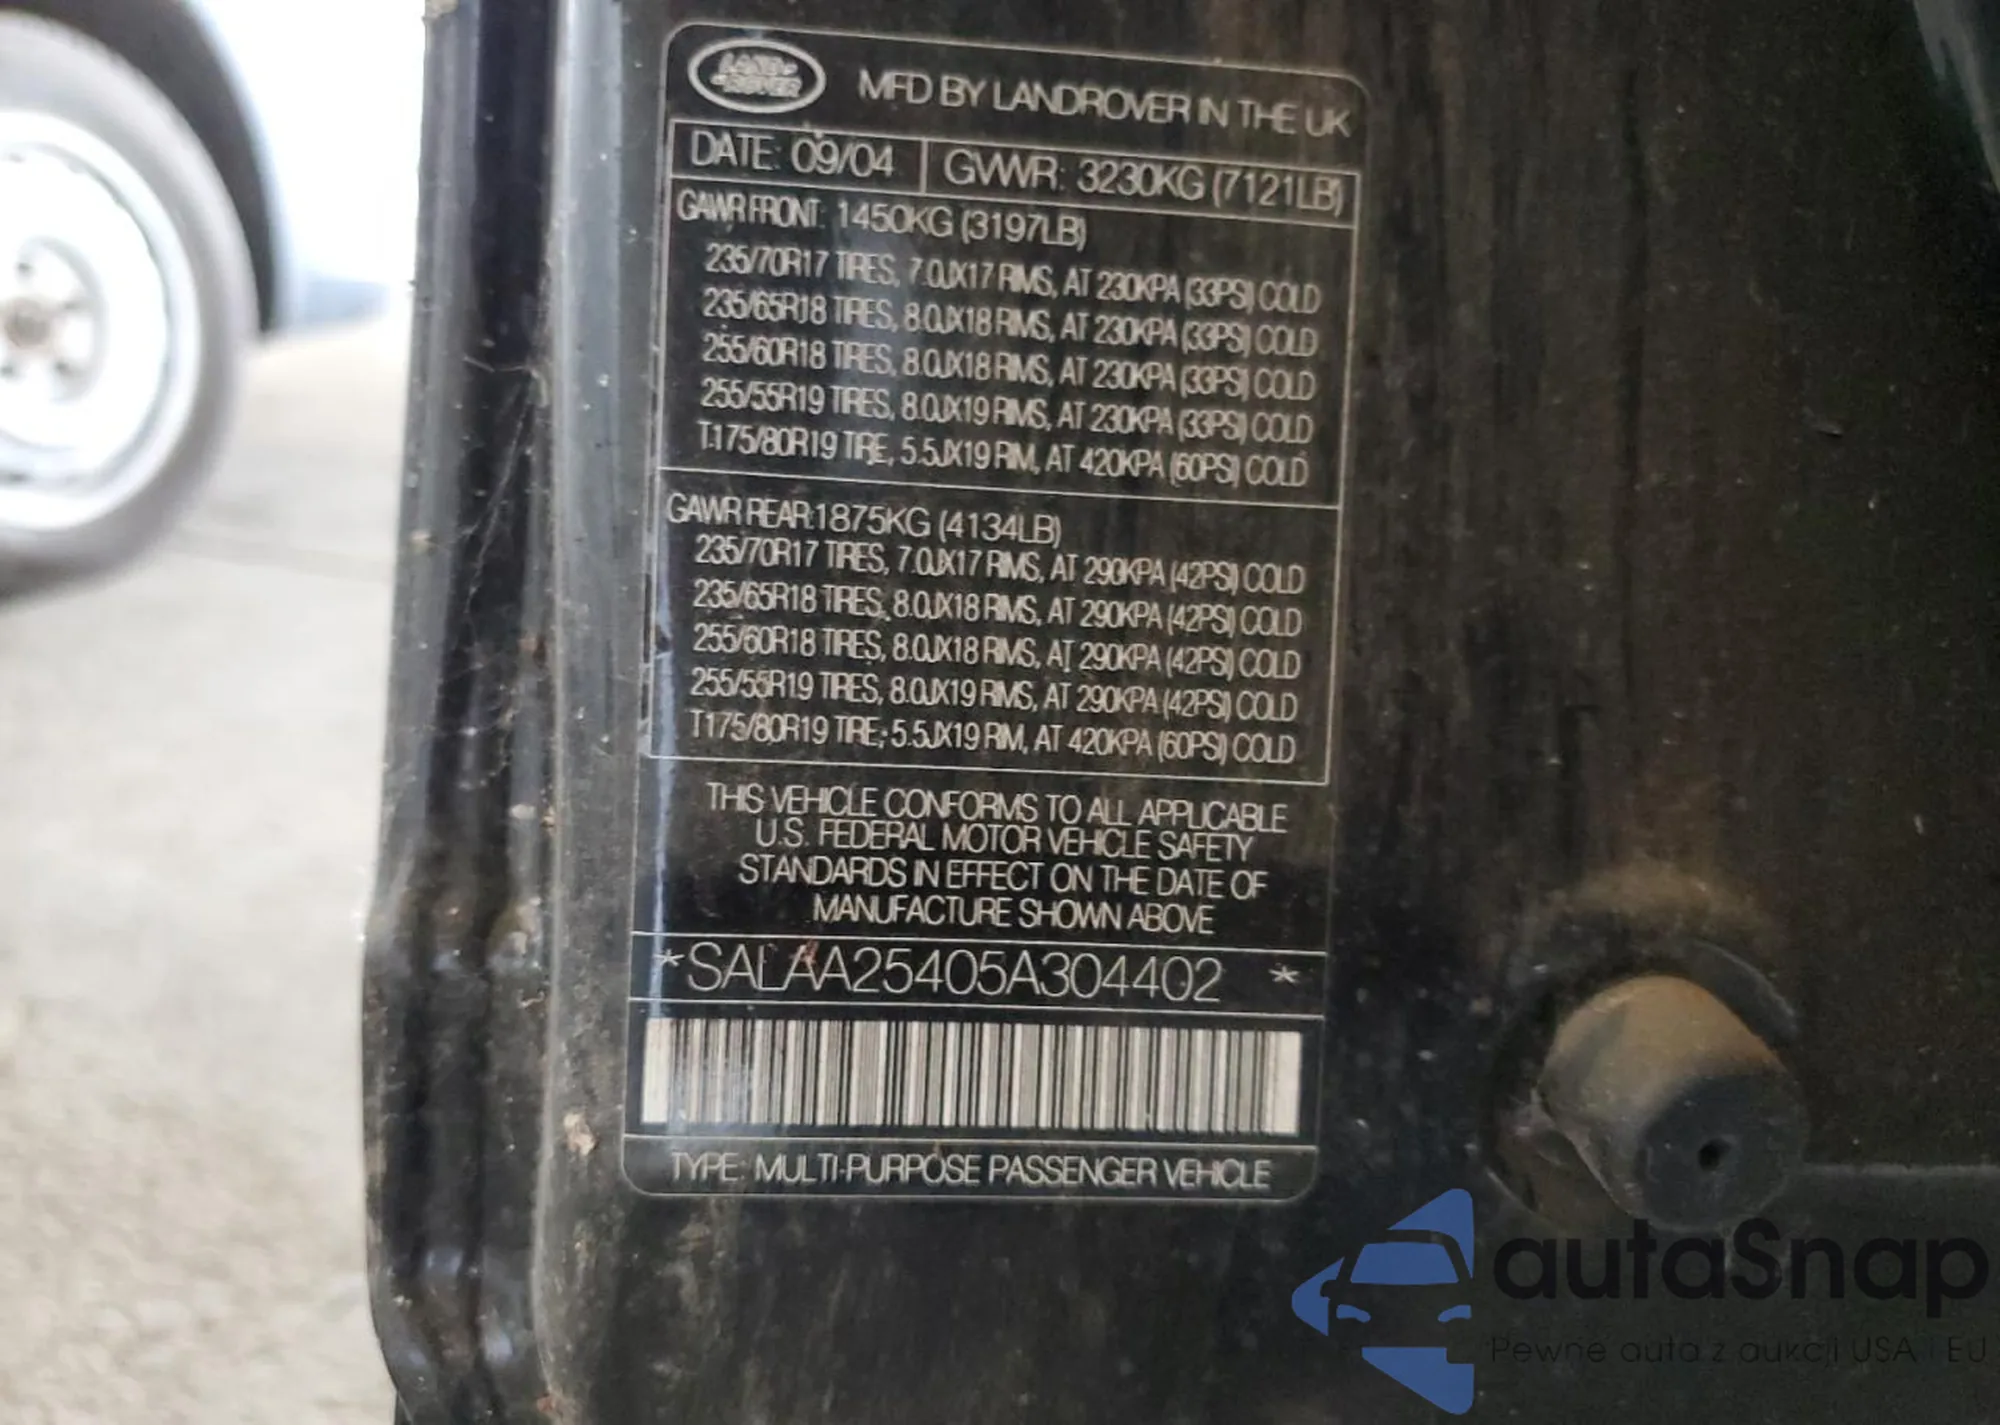 LAND ROVER
MFD BY LANDROVER IN THE UK
DATE: 09/04 GVWR: 3230KG (7121LB)
GAWR FRONT: 1450KG (3197LB)
235/70R17 TIRES, 7.0JX17 RIMS, AT 230KPA (33PSI) COLD
235/65R18 TIRES, 8.0JX18 RIMS, AT 230KPA (33PSI) COLD
255/60R18 TIRES, 8.0JX18 RIMS, AT 230KPA (33PSI) COLD
255/55R19 TIRES, 8.0JX19 RIMS, AT 230KPA (33PSI) COLD
T175/80R19 TIRE, 5.5JX19 RIM, AT 420KPA (60PSI) COLD
GAWR REAR:1875KG (4134LB)
235/70R17 TIRES, 7.0JX17 RIMS, AT 290KPA (42PSI) COLD
235/65R18 TIRES, 8.0JX18 RIMS, AT 290KPA (42PSI) COLD
255/60R18 TIRES, 8.0JX18 RIMS, AT 290KPA (42PSI) COLD
255/55R19 TIRES, 8.0JX19 RIMS, AT 290KPA (42PSI) COLD
T175/80R19 TIRE, 5.5JX19 RIM, AT 420KPA (60PSI) COLD
THIS VEHICLE CONFORMS TO ALL APPLICABLE
U.S. FEDERAL MOTOR VEHICLE SAFETY
STANDARDS IN EFFECT ON THE DATE OF
MANUFACTURE SHOWN ABOVE
*SALAA25405A304402 *
TYPE: MULTI-PURPOSE PASSENGER VEHICLE
autaSnap
Pewne auta z aukcji USA i EU